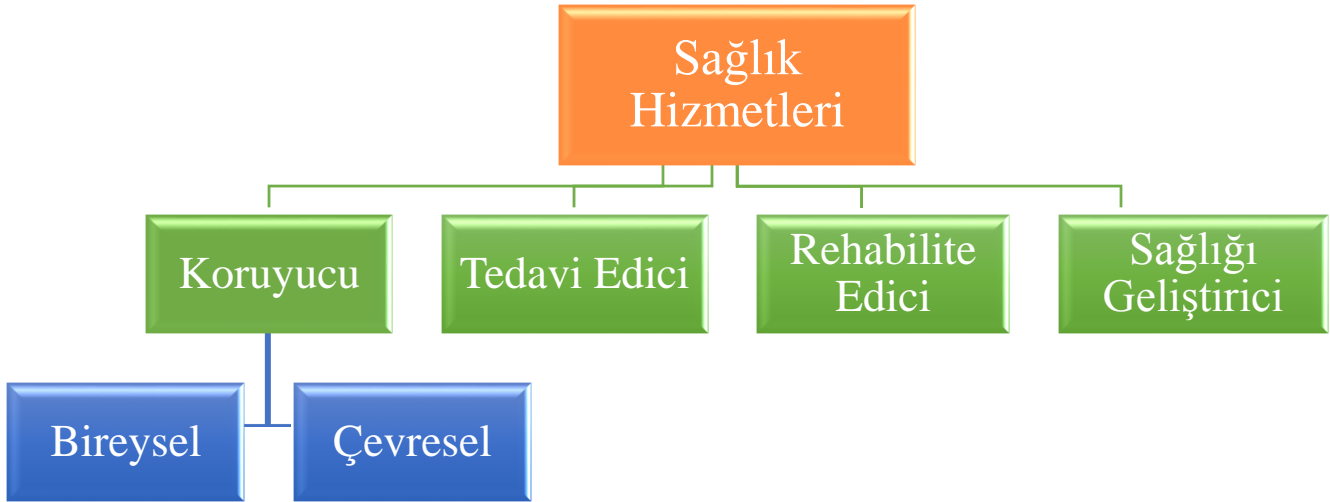 Sağlık
Hizmetleri
Koruyucu
Tedavi Edici
Rehabilite
Edici
Sağlığı
Geliştirici
Bireysel
Çevresel